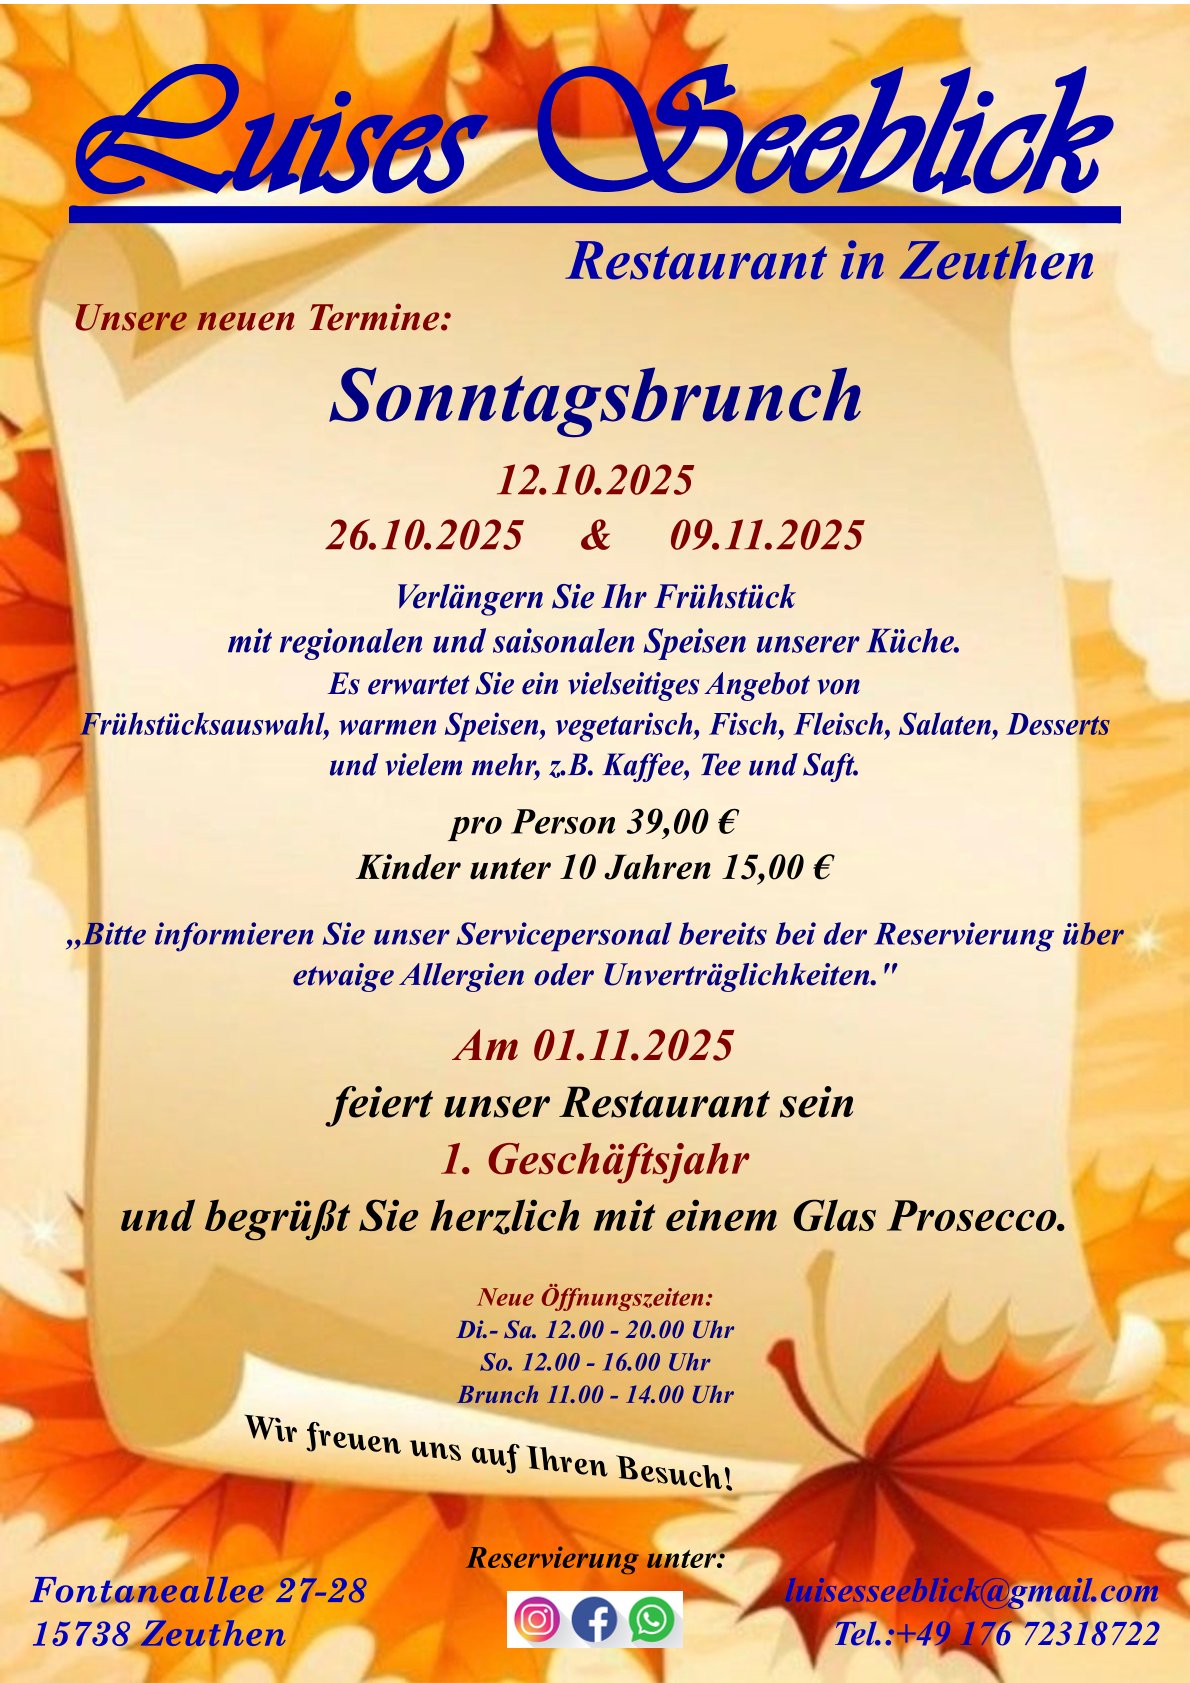 Luises Seeblick
Restaurant in Zeuthen
Unsere neuen Termine:
Sonntagsbrunch
12.10.2025
26.10.2025 & 09.11.2025
Verlängern Sie Ihr Frühstück
mit regionalen und saisonalen Speisen unserer Küche.
Es erwartet Sie ein vielseitiges Angebot von
Frühstücksauswahl, warmen Speisen, vegetarisch, Fisch, Fleisch, Salaten, Desserts
und vielem mehr, z.B. Kaffee, Tee und Saft.
pro Person 39,00 €
Kinder unter 10 Jahren 15,00 €
,,Bitte informieren Sie unser Servicepersonal bereits bei der Reservierung über
etwaige Allergien oder Unverträglichkeiten."
Am 01.11.2025
feiert unser Restaurant sein
1. Geschäftsjahr
und begrüßt Sie herzlich mit einem Glas Prosecco.
Neue Öffnungszeiten:
Di.- Sa. 12.00 - 20.00 Uhr
So. 12.00 - 16.00 Uhr
Brunch 11.00 - 14.00 Uhr
Wir freuen uns auf Ihren Besuch!
Reservierung unter:
Fontaneallee 27-28
15738 Zeuthen
luisesseeblick@gmail.com
Tel.:+49 176 72318722